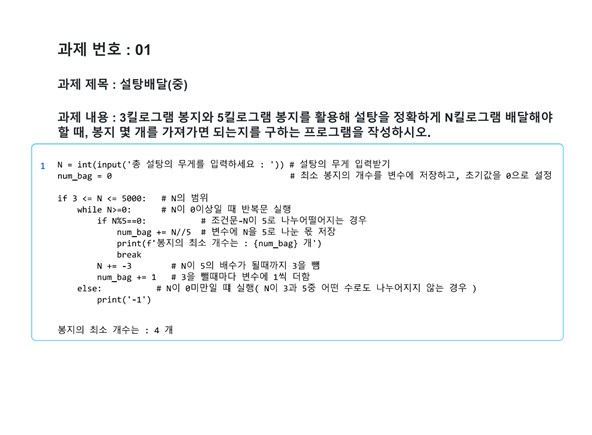 과제 번호 : 01
과제 제목 : 설탕배달(중)
과제 내용 : 3킬로그램 봉지와 5킬로그램 봉지를 활용해 설탕을 정확하게 N킬로그램 배달해야
할 때, 봉지 몇 개를 가져가면 되는지를 구하는 프로그램을 작성하시오.
1 N = int(input('총 설탕의 무게를 입력하세요 : ')) # 설탕의 무게 입력받기
num_bag = 0 # 최소 봉지의 개수를 변수에 저장하고, 초기값을 0으로 설정
if 3 <= N <= 5000: # N의 범위
while N>=0: # N이 0이상일 때 반복문 실행
if N%5==0: # 조건문-N이 5로 나누어떨어지는 경우
num_bag += N//5 # 변수에 N을 5로 나눈 몫 저장
print(f'봉지의 최소 개수는 : {num_bag} 개')
break
N += -3 # N이 5의 배수가 될때까지 3을 뺌
num_bag += 1 # 3을 뺄때마다 변수에 1씩 더함
else: # N이 0미만일 때 실행( N이 3과 5중 어떤 수로도 나누어지지 않는 경우 )
print('-1')
봉지의 최소 개수는 : 4 개